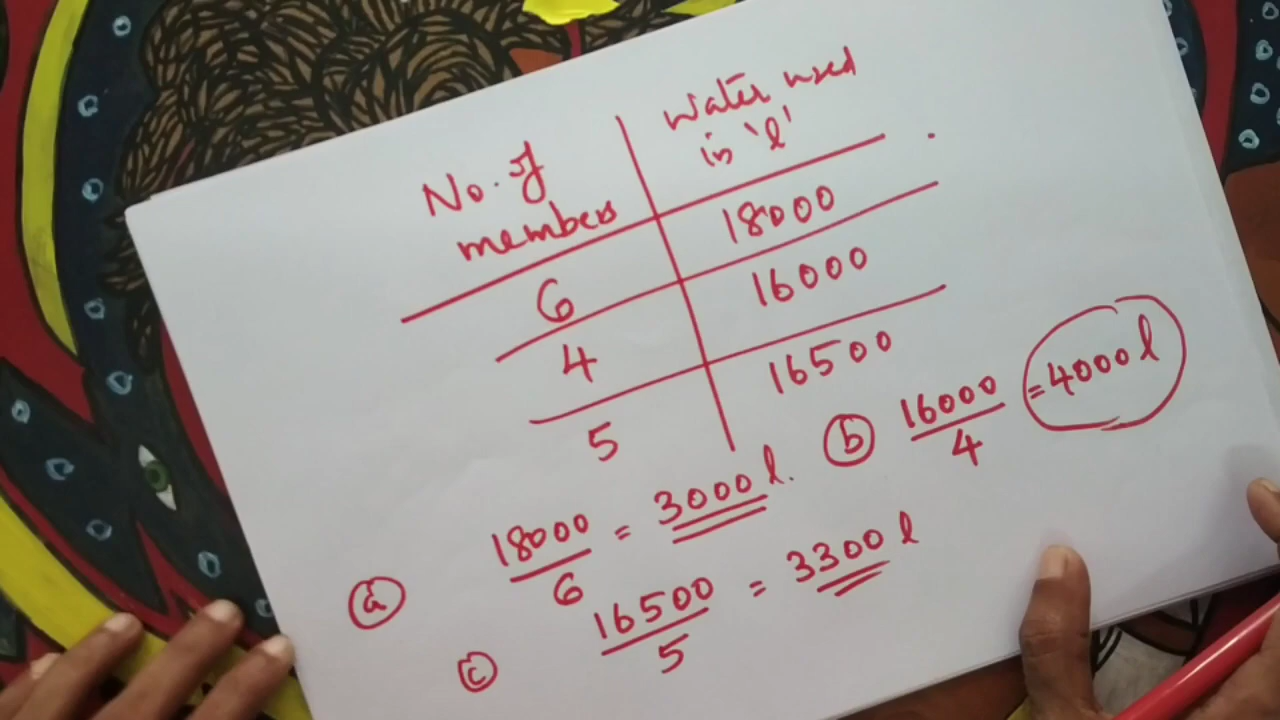 No. of members
Water used in 'l'
6 18000
4 16000
5 16500
(a) 18000/6 = 3000 l.
(b) 16000/4 = 4000 l
(c) 16500/5 = 3300 l